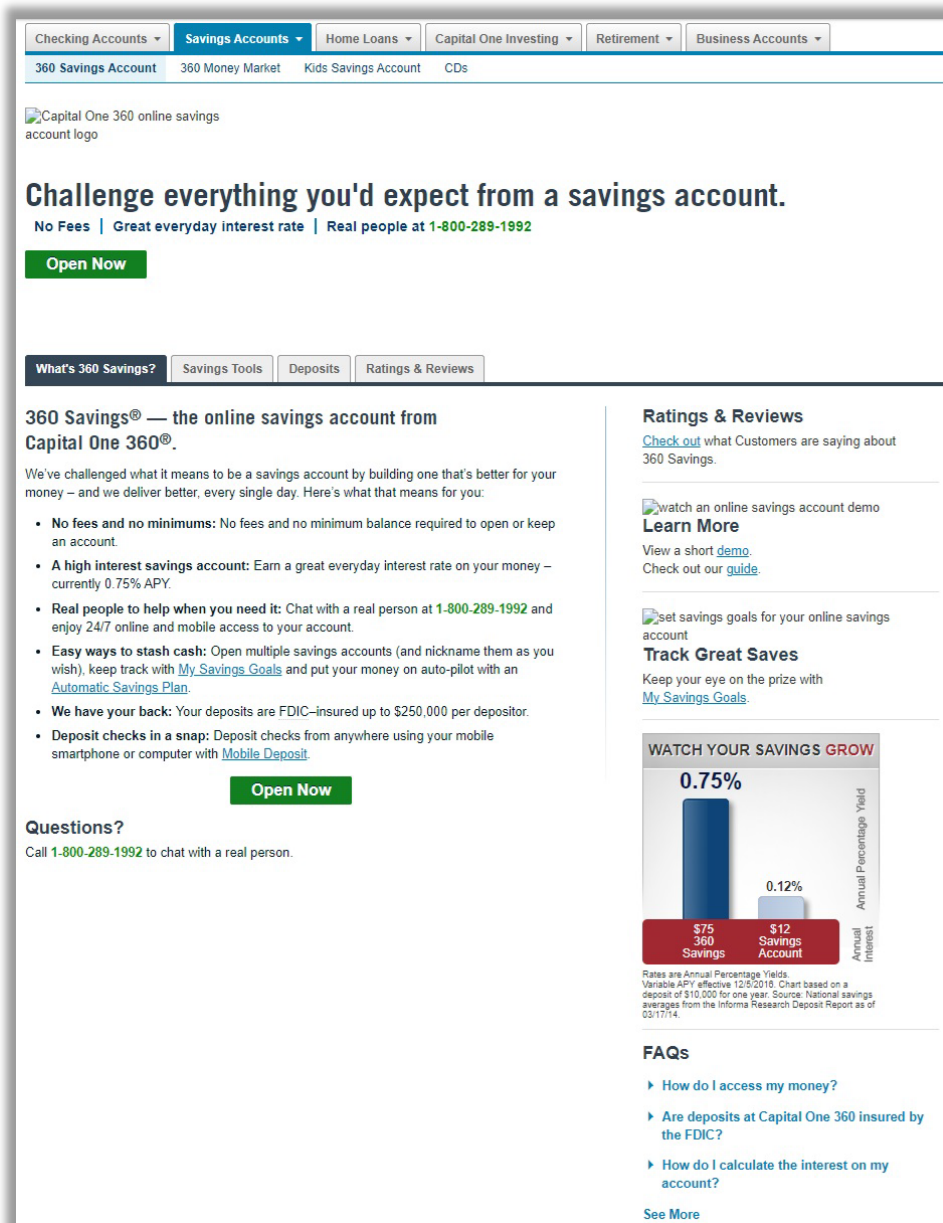 Checking Accounts
Savings Accounts
Home Loans
Capital One Investing
Retirement
Business Accounts
360 Savings Account
360 Money Market
Kids Savings Account
CDs
Capital One 360 online savings
account logo
Challenge everything you'd expect from a savings account.
No Fees | Great everyday interest rate | Real people at 1-800-289-1992
Open Now
What's 360 Savings?
Savings Tools
Deposits
Ratings & Reviews
360 Savings® — the online savings account from
Capital One 360®.
We've challenged what it means to be a savings account by building one that's better for your
money – and we deliver better, every single day. Here's what that means for you:
• No fees and no minimums: No fees and no minimum balance required to open or keep
an account.
• A high interest savings account: Earn a great everyday interest rate on your money –
currently 0.75% APY.
• Real people to help when you need it: Chat with a real person at 1-800-289-1992 and
enjoy 24/7 online and mobile access to your account.
• Easy ways to stash cash: Open multiple savings accounts (and nickname them as you
wish), keep track with My Savings Goals and put your money on auto-pilot with an
Automatic Savings Plan.
• We have your back: Your deposits are FDIC–insured up to $250,000 per depositor.
• Deposit checks in a snap: Deposit checks from anywhere using your mobile
smartphone or computer with Mobile Deposit.
Open Now
Questions?
Call 1-800-289-1992 to chat with a real person.
Ratings & Reviews
Check out what Customers are saying about
360 Savings.
watch an online savings account demo
Learn More
View a short demo.
Check out our guide.
set savings goals for your online savings
account
Track Great Saves
Keep your eye on the prize with
My Savings Goals.
WATCH YOUR SAVINGS GROW
0.75%
0.12%
Annual Percentage Yield
$75
360
Savings
$12
Savings
Account
Annual
Interest
Rates are Annual Percentage Yields.
Variable APY effective 12/5/2016. Chart based on a
deposit of $10,000 for one year. Source: National savings
averages from the Informa Research Deposit Report as of
03/17/14.
FAQs
How do I access my money?
Are deposits at Capital One 360 insured by
the FDIC?
How do I calculate the interest on my
account?
See More